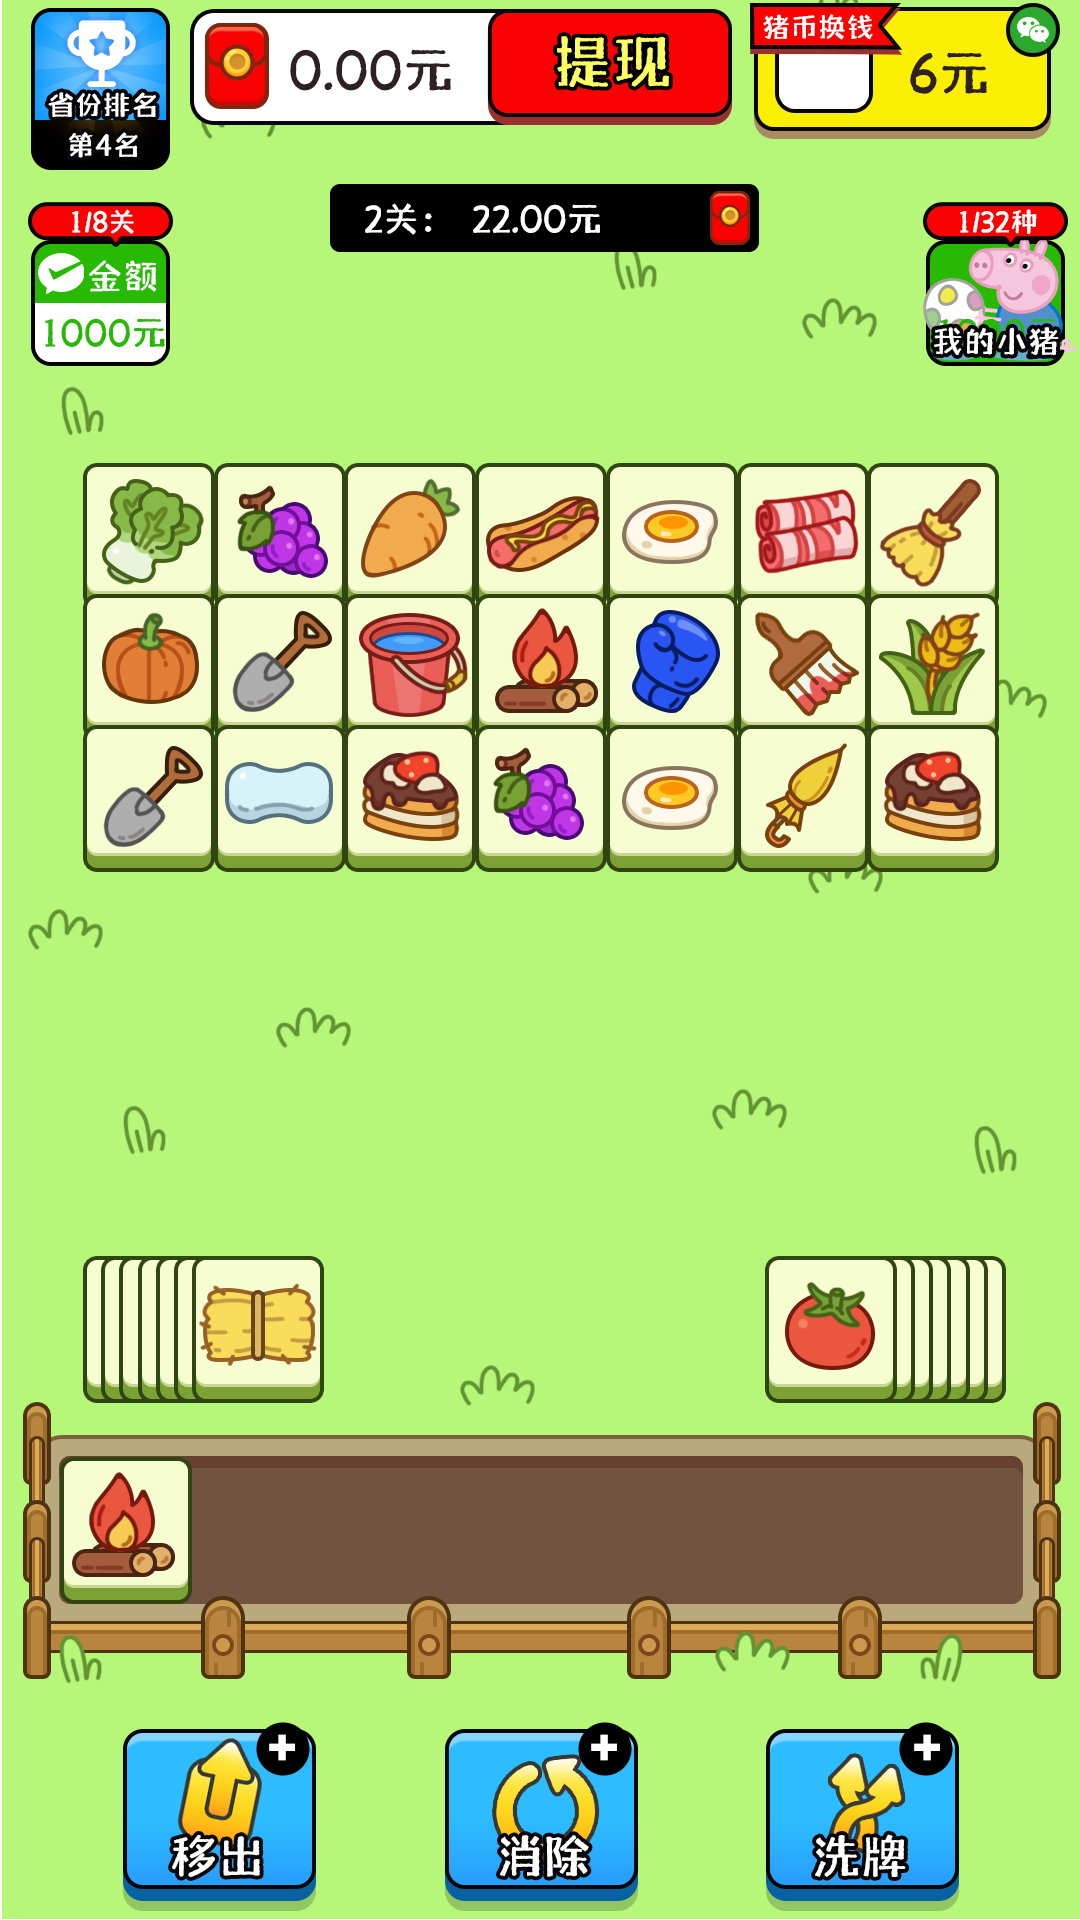 省份排名
第4名
0.00元
提现
猪币换钱
6元
2关： 22.00元
1/8关
金额
1000元
1/32种
我的小猪
移出
消除
洗牌